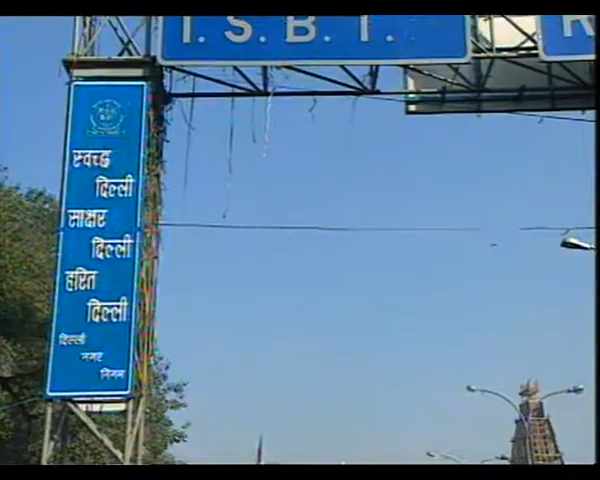 I. S. B. T.
R
स्वच्छ
दिल्ली
साक्षर
दिल्ली
हरित
दिल्ली
दिल्ली
नगर
निगम